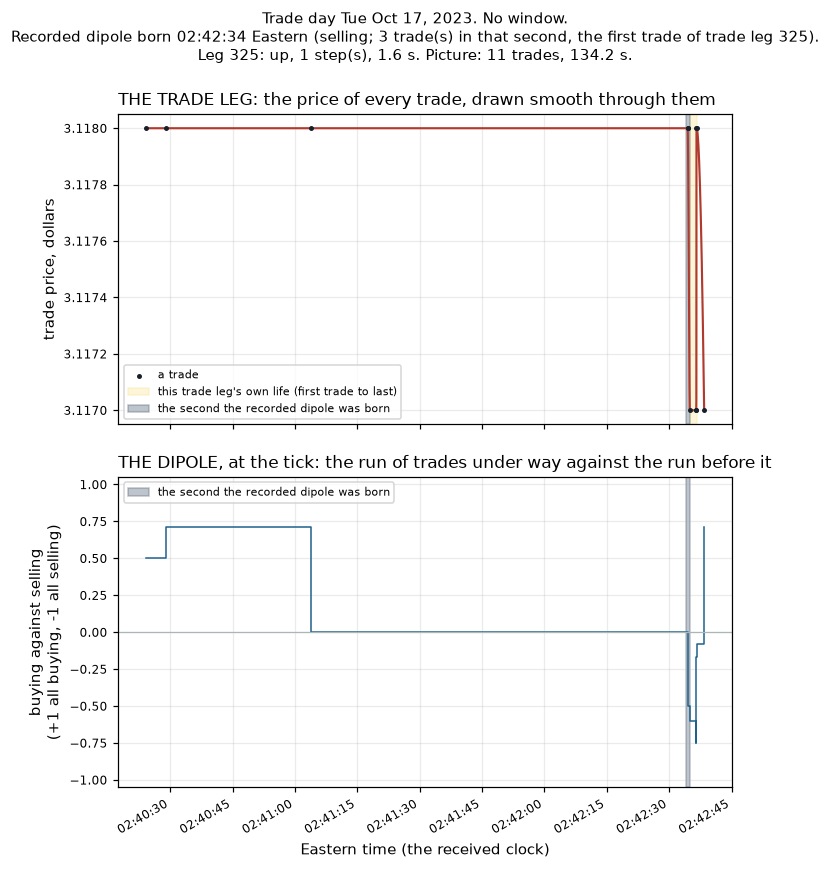 Trade day Tue Oct 17, 2023. No window.
Recorded dipole born 02:42:34 Eastern (selling; 3 trade(s) in that second, the first trade of trade leg 325).
Leg 325: up, 1 step(s), 1.6 s. Picture: 11 trades, 134.2 s.
THE TRADE LEG: the price of every trade, drawn smooth through them
3.1180
3.1178
3.1176
3.1174
3.1172
3.1170
trade price, dollars
a trade
this trade leg's own life (first trade to last)
the second the recorded dipole was born
THE DIPOLE, at the tick: the run of trades under way against the run before it
the second the recorded dipole was born
1.00
0.75
0.50
0.25
0.00
−0.25
−0.50
−0.75
−1.00
buying against selling
(+1 all buying, -1 all selling)
02:40:30
02:40:45
02:41:00
02:41:15
02:41:30
02:41:45
02:42:00
02:42:15
02:42:30
02:42:45
Eastern time (the received clock)